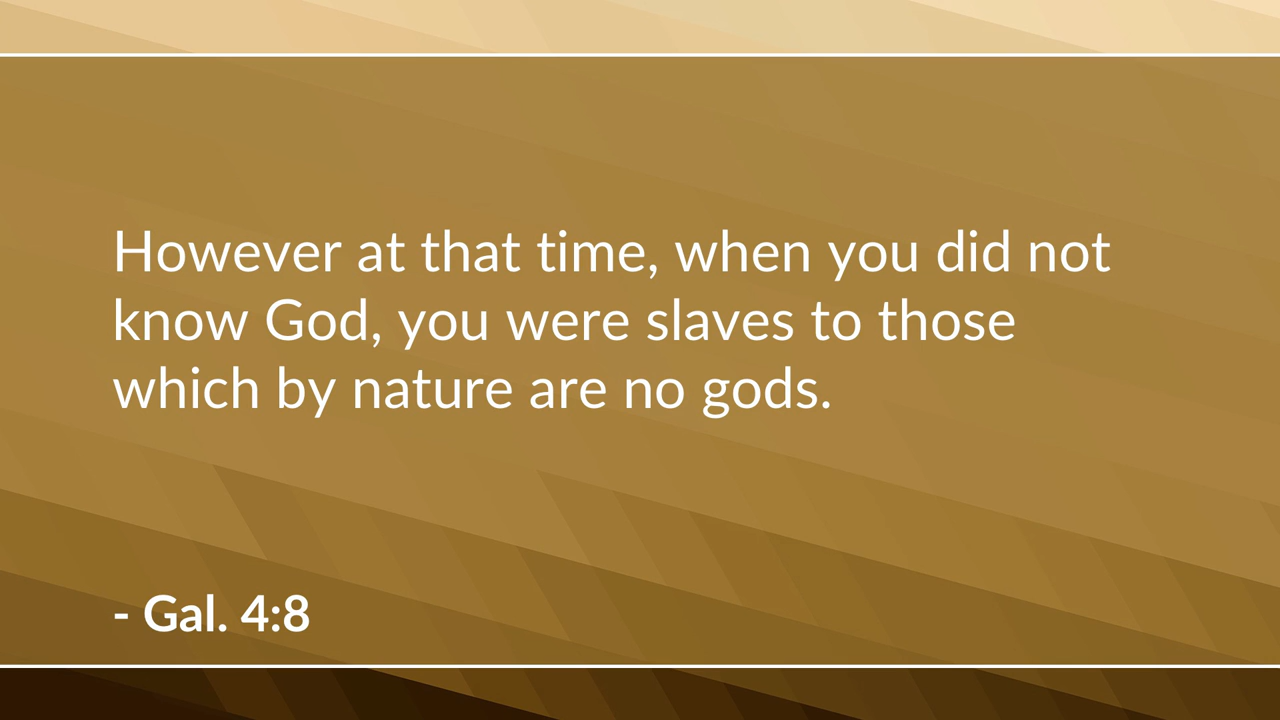 However at that time, when you did not
know God, you were slaves to those
which by nature are no gods.
- Gal. 4:8